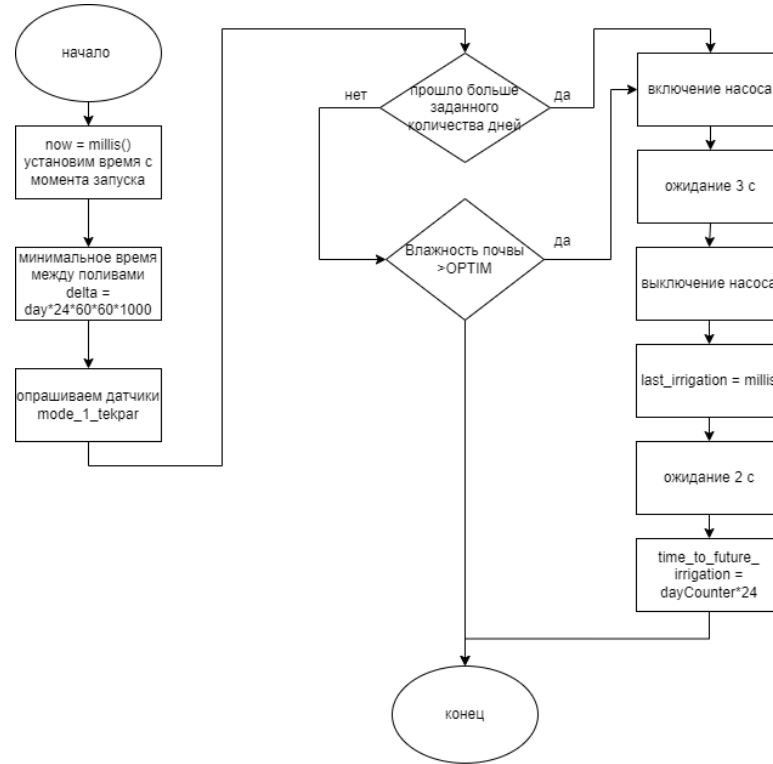 начало
now = millis()
установим время с
момента запуска
минимальное время
между поливами
delta =
day*24*60*60*1000
опрашиваем датчики
mode_1_tekpar
прошло больше
заданного
количества дней
нет
да
Влажность почвы
>OPTIM
да
включение насоса
ожидание 3 с
выключение насоса
last_irrigation = millis
ожидание 2 с
time_to_future_
irrigation =
dayCounter*24
конец